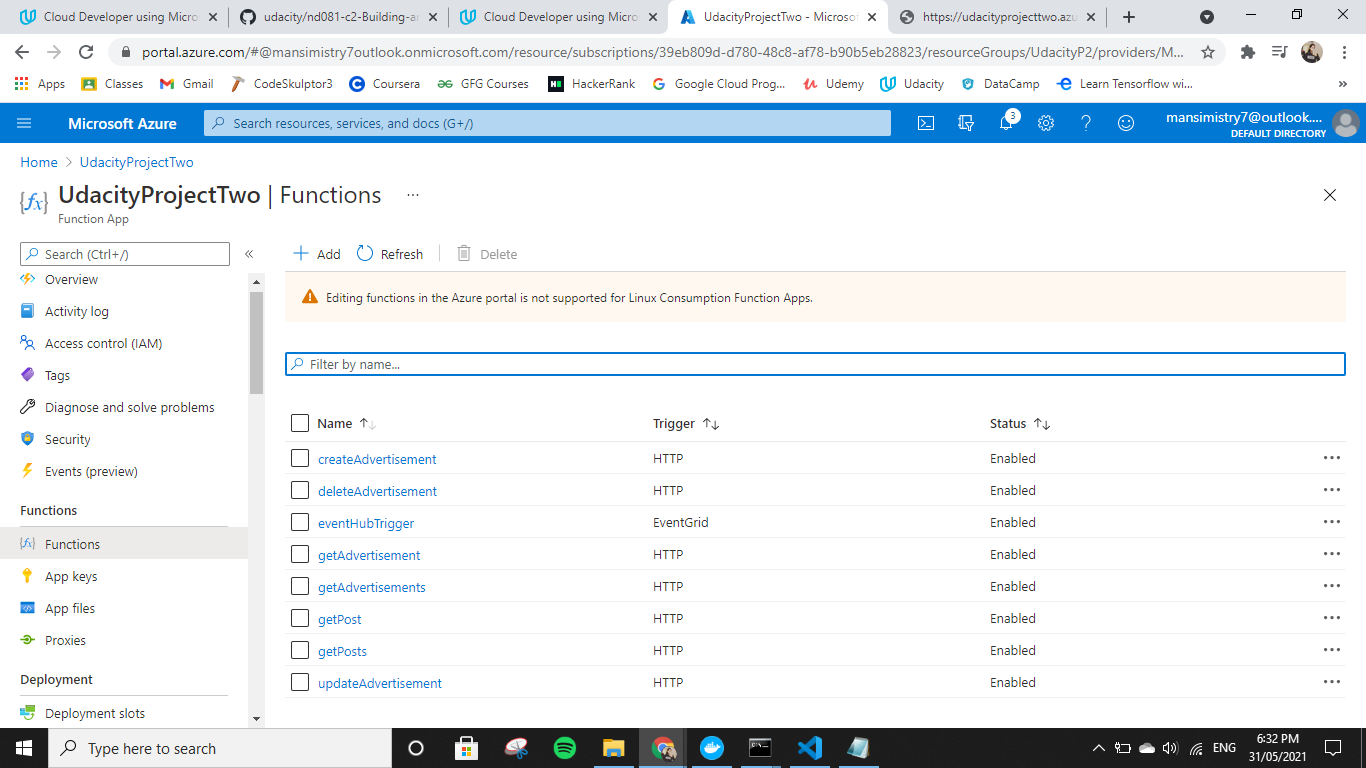 Cloud Developer using Micros
udacity/nd081-c2-Building-ar
Cloud Developer using Micros
UdacityProjectTwo - Microsof
https://udacityprojecttwo.azu
portal.azure.com/#@mansimistry7outlook.onmicrosoft.com/resource/subscriptions/39eb809d-d780-48c8-af78-b90b5eb28823/resourceGroups/UdacityP2/providers/M...
Apps
Classes
Gmail
CodeSkulptor3
Coursera
GFG Courses
HackerRank
Google Cloud Prog...
Udemy
Udacity
DataCamp
Learn Tensorflow wi...
»
Microsoft Azure
Search resources, services, and docs (G+/)
3
mansimistry7@outlook....
DEFAULT DIRECTORY
Home > UdacityProjectTwo
UdacityProjectTwo | Functions ...
Function App
Search (Ctrl+/)
«
Add
Refresh
Delete
Overview
Activity log
Access control (IAM)
Tags
Diagnose and solve problems
Security
Events (preview)
Functions
Functions
App keys
App files
Proxies
Deployment
Deployment slots
Editing functions in the Azure portal is not supported for Linux Consumption Function Apps.
Filter by name...
Name Trigger Status
createAdvertisement HTTP Enabled
deleteAdvertisement HTTP Enabled
eventHubTrigger EventGrid Enabled
getAdvertisement HTTP Enabled
getAdvertisements HTTP Enabled
getPost HTTP Enabled
getPosts HTTP Enabled
updateAdvertisement HTTP Enabled
Type here to search
ENG
6:32 PM
31/05/2021